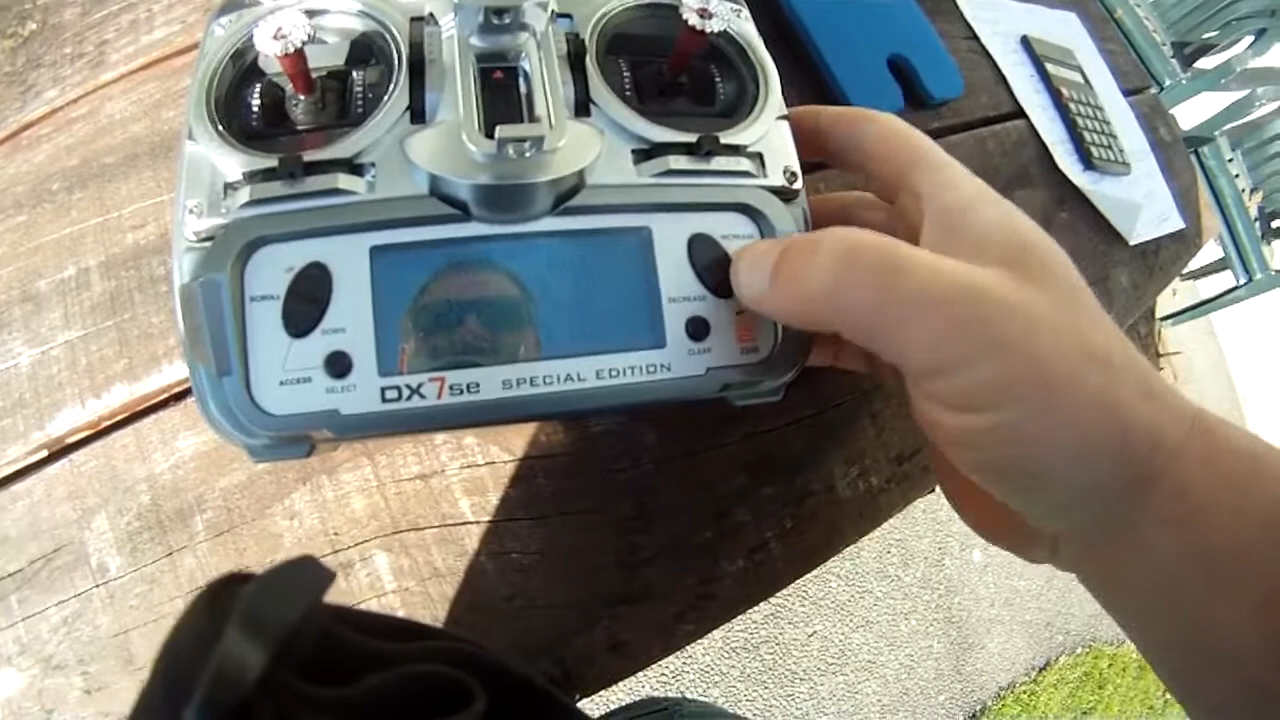 UP
INCREASE
SCROLL
DECREASE
DOWN
CLEAR
ACCESS
SELECT
DX7se SPECIAL EDITION